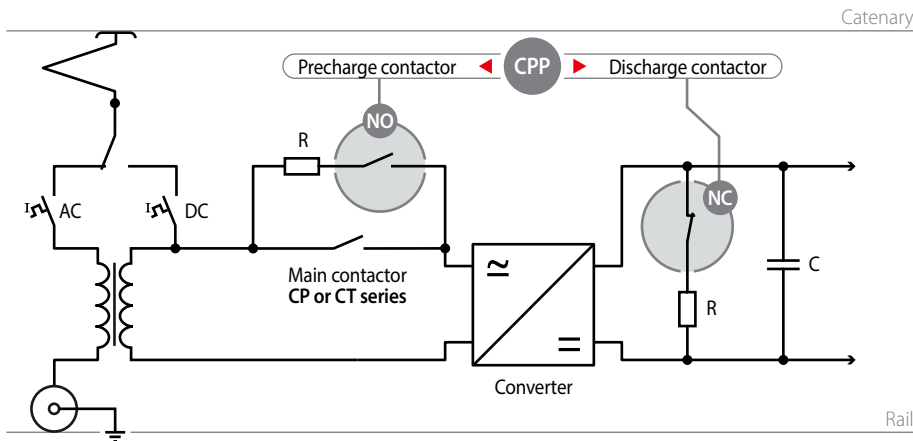 Catenary
Precharge contactor
CPP
Discharge contactor
NO
R
NC
I
AC
I
DC
Main contactor
CP or CT series
C
R
Converter
Rail